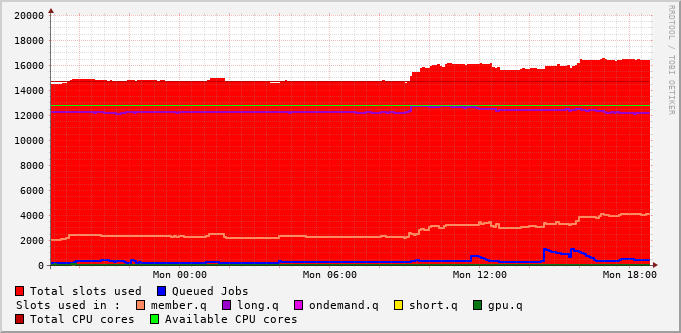 20000
18000
16000
14000
12000
10000
8000
6000
4000
2000
0
Mon 00:00 Mon 06:00 Mon 12:00 Mon 18:00
Total slots used Queued Jobs
Slots used in : member.q long.q ondemand.q short.q gpu.q
Total CPU cores Available CPU cores
RRDTOOL / TOBI OETIKER